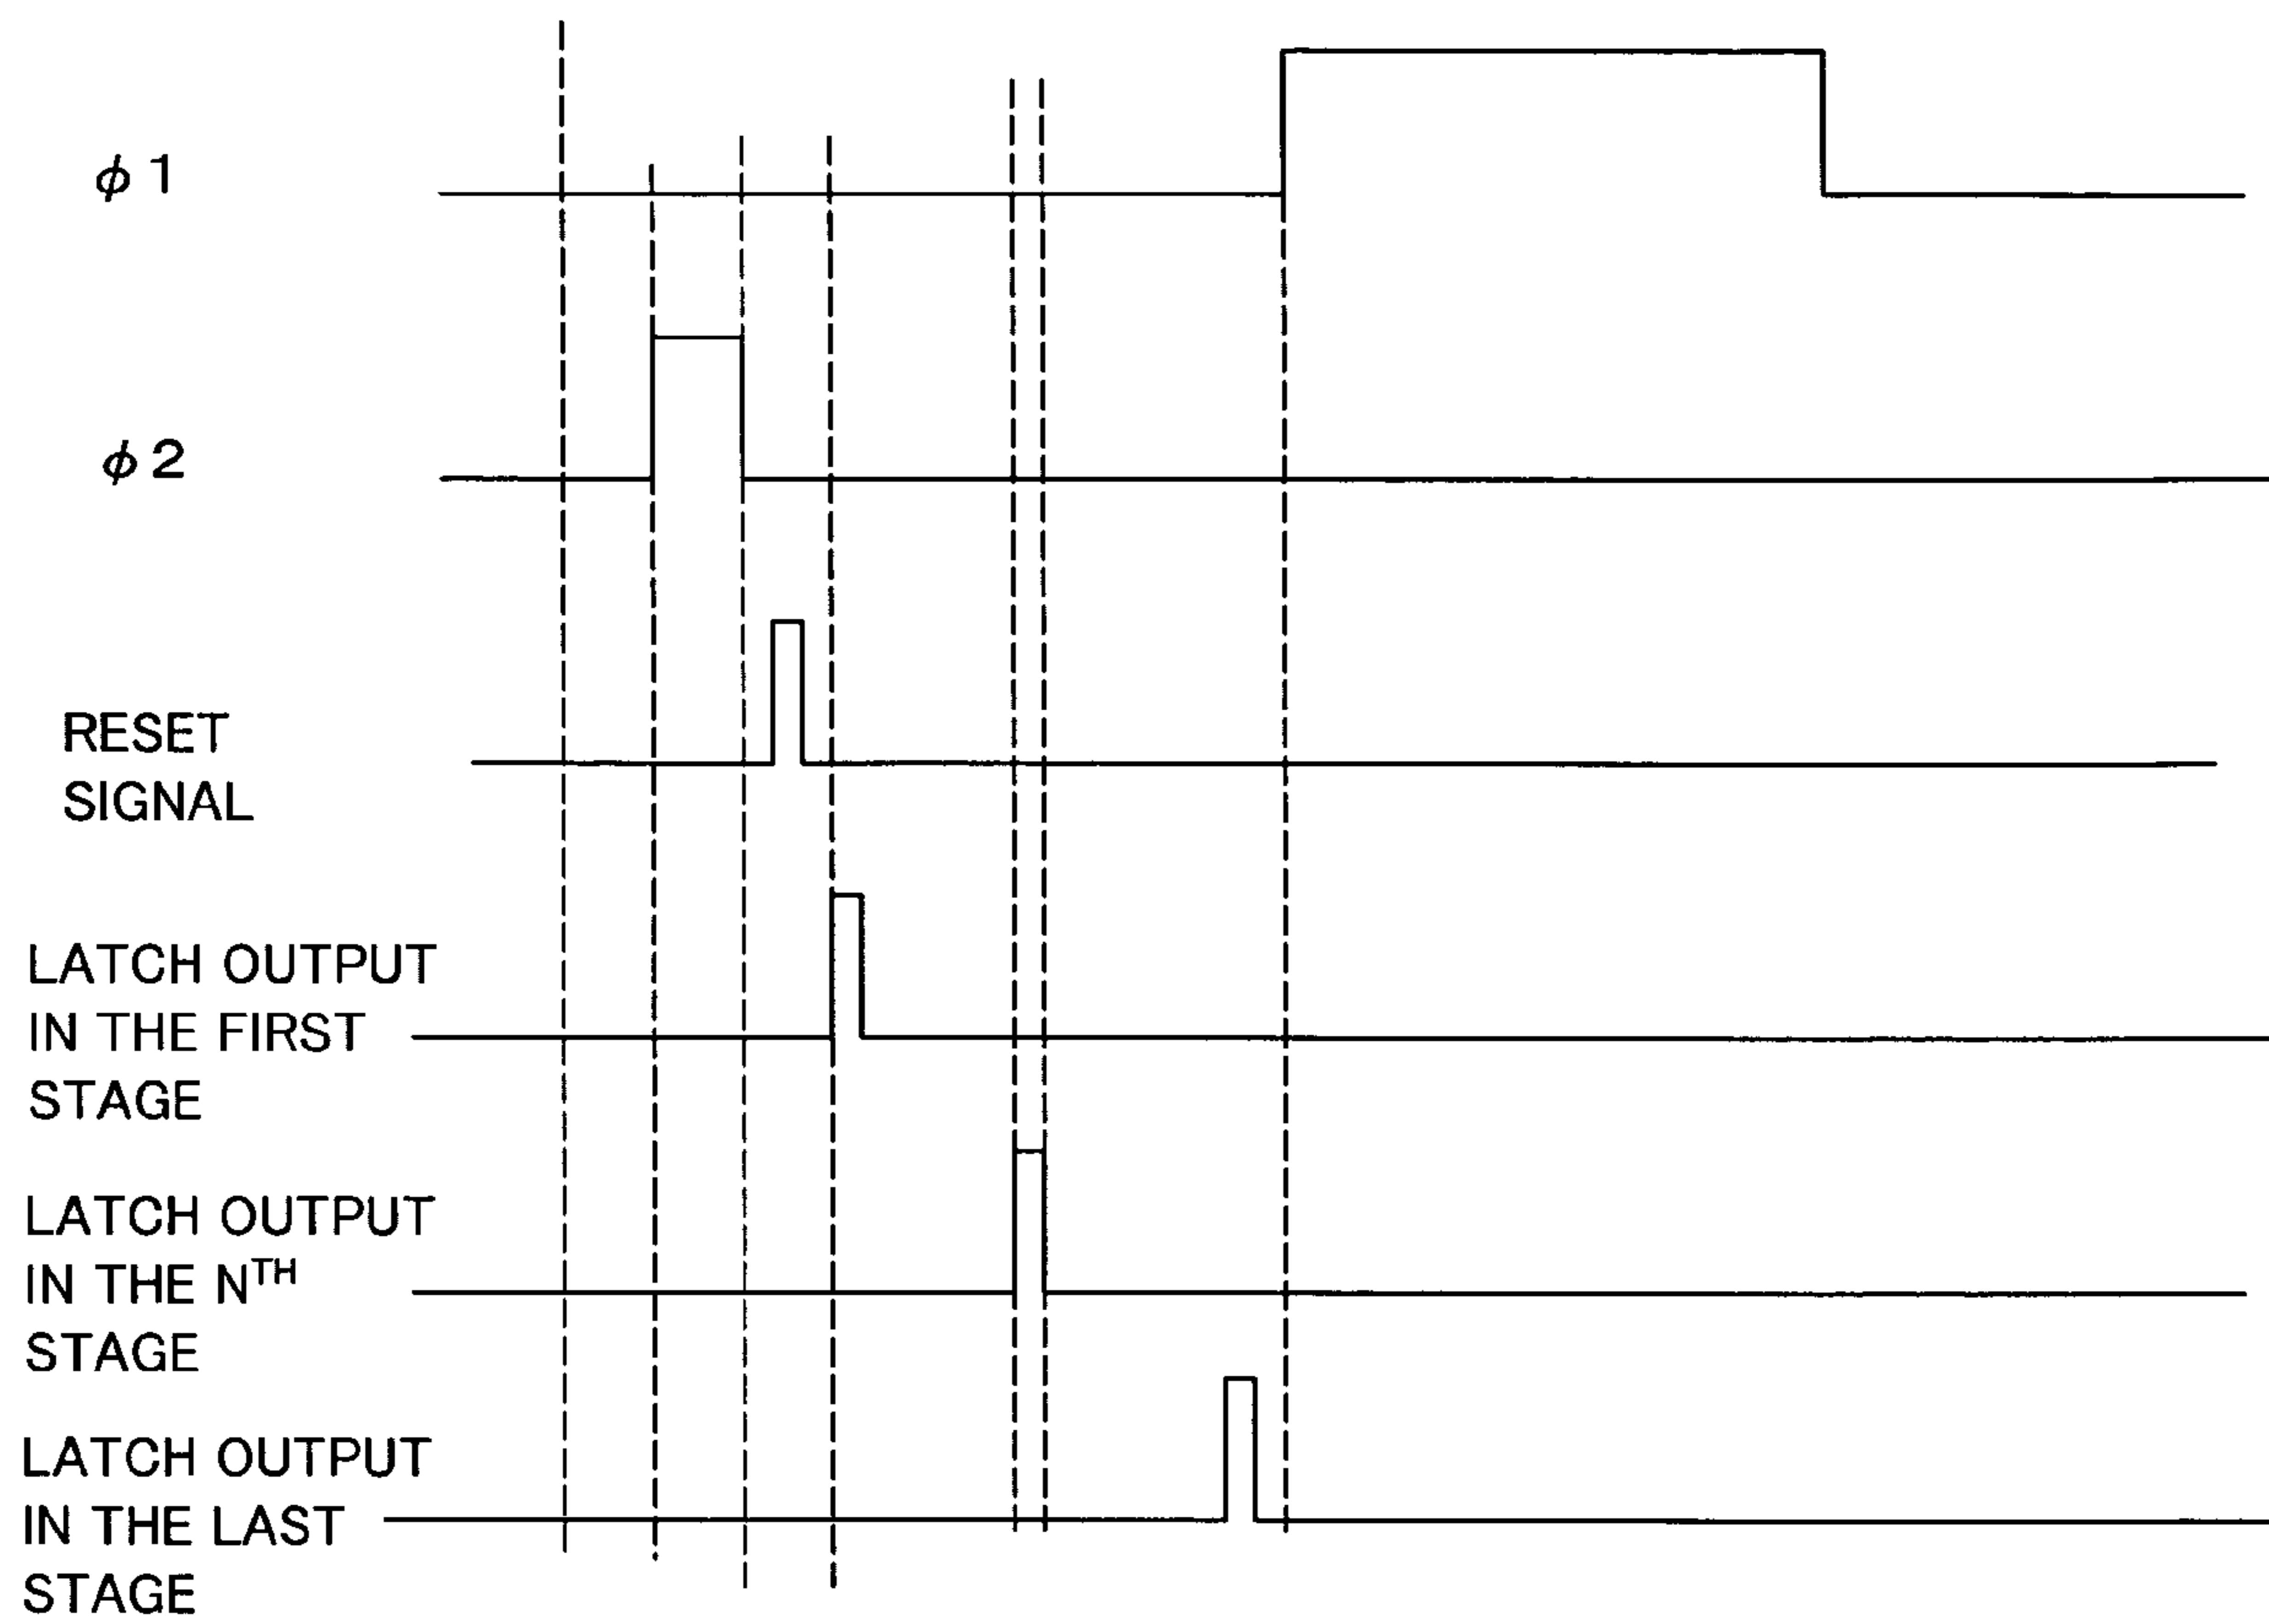 ϕ1
ϕ2
RESET
SIGNAL
LATCH OUTPUT
IN THE FIRST
STAGE
LATCH OUTPUT
IN THE Nᵀᴴ
STAGE
LATCH OUTPUT
IN THE LAST
STAGE